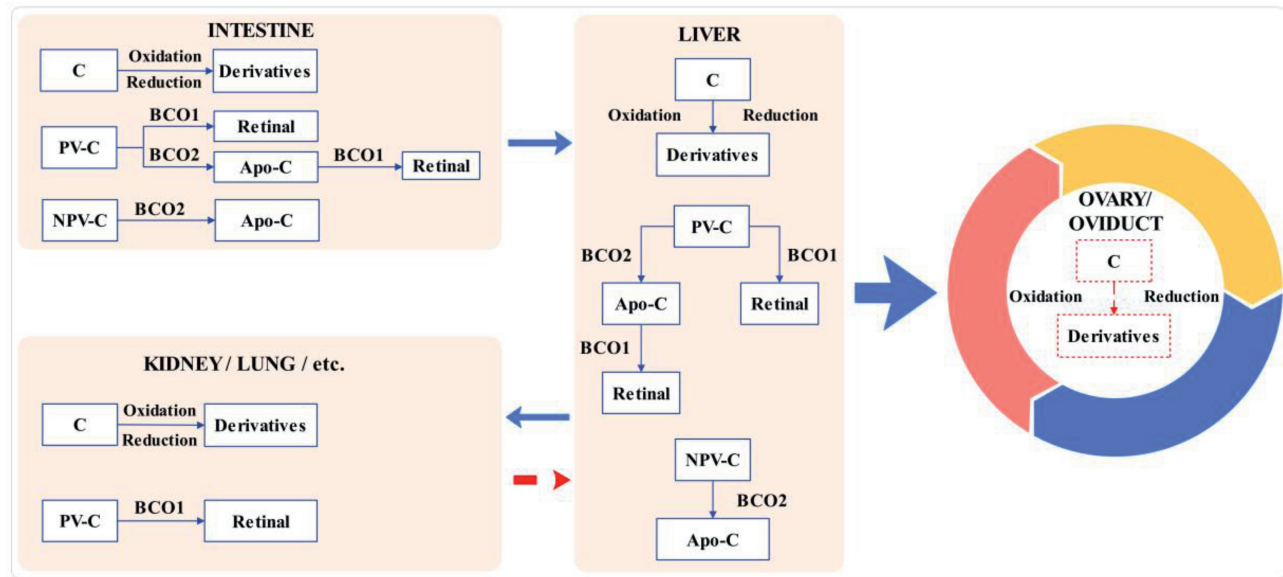 INTESTINE
C
Oxidation
Reduction
Derivatives
PV-C
BCO1
Retinal
BCO2
Apo-C
BCO1
Retinal
NPV-C
BCO2
Apo-C
KIDNEY / LUNG / etc.
C
Oxidation
Reduction
Derivatives
PV-C
BCO1
Retinal
LIVER
C
Oxidation
Reduction
Derivatives
PV-C
BCO2
BCO1
Apo-C
Retinal
BCO1
Retinal
NPV-C
BCO2
Apo-C
OVARY/
OVIDUCT
C
Oxidation
Reduction
Derivatives